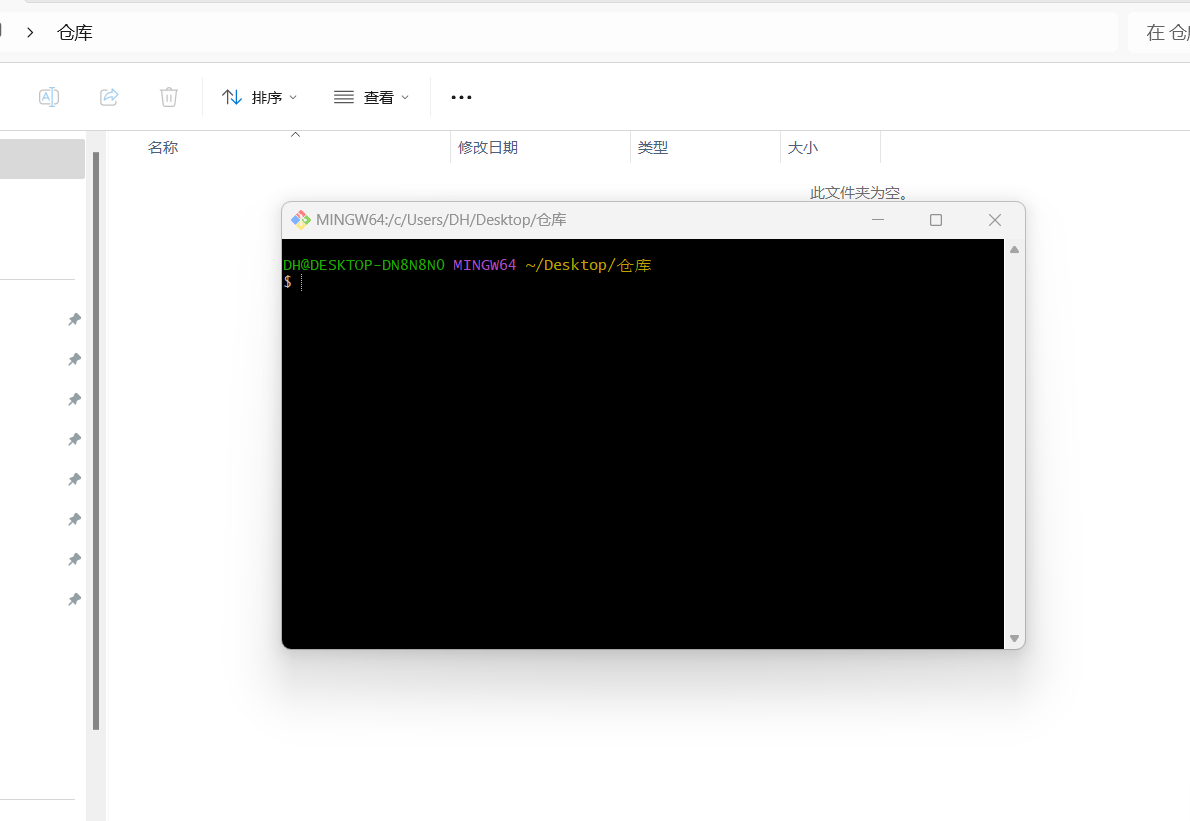 仓库
在 仓
排序
查看
名称
修改日期
类型
大小
此文件夹为空。
MINGW64:/c/Users/DH/Desktop/仓库
DH@DESKTOP-DN8N8NO MINGW64 ~/Desktop/仓库
$